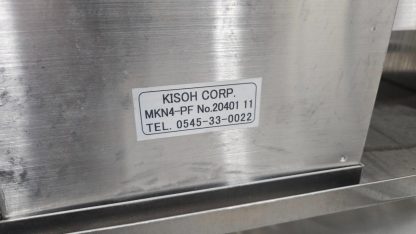 KISOH CORP.
MKN4-PF No.20401 11
TEL. 0545-33-0022